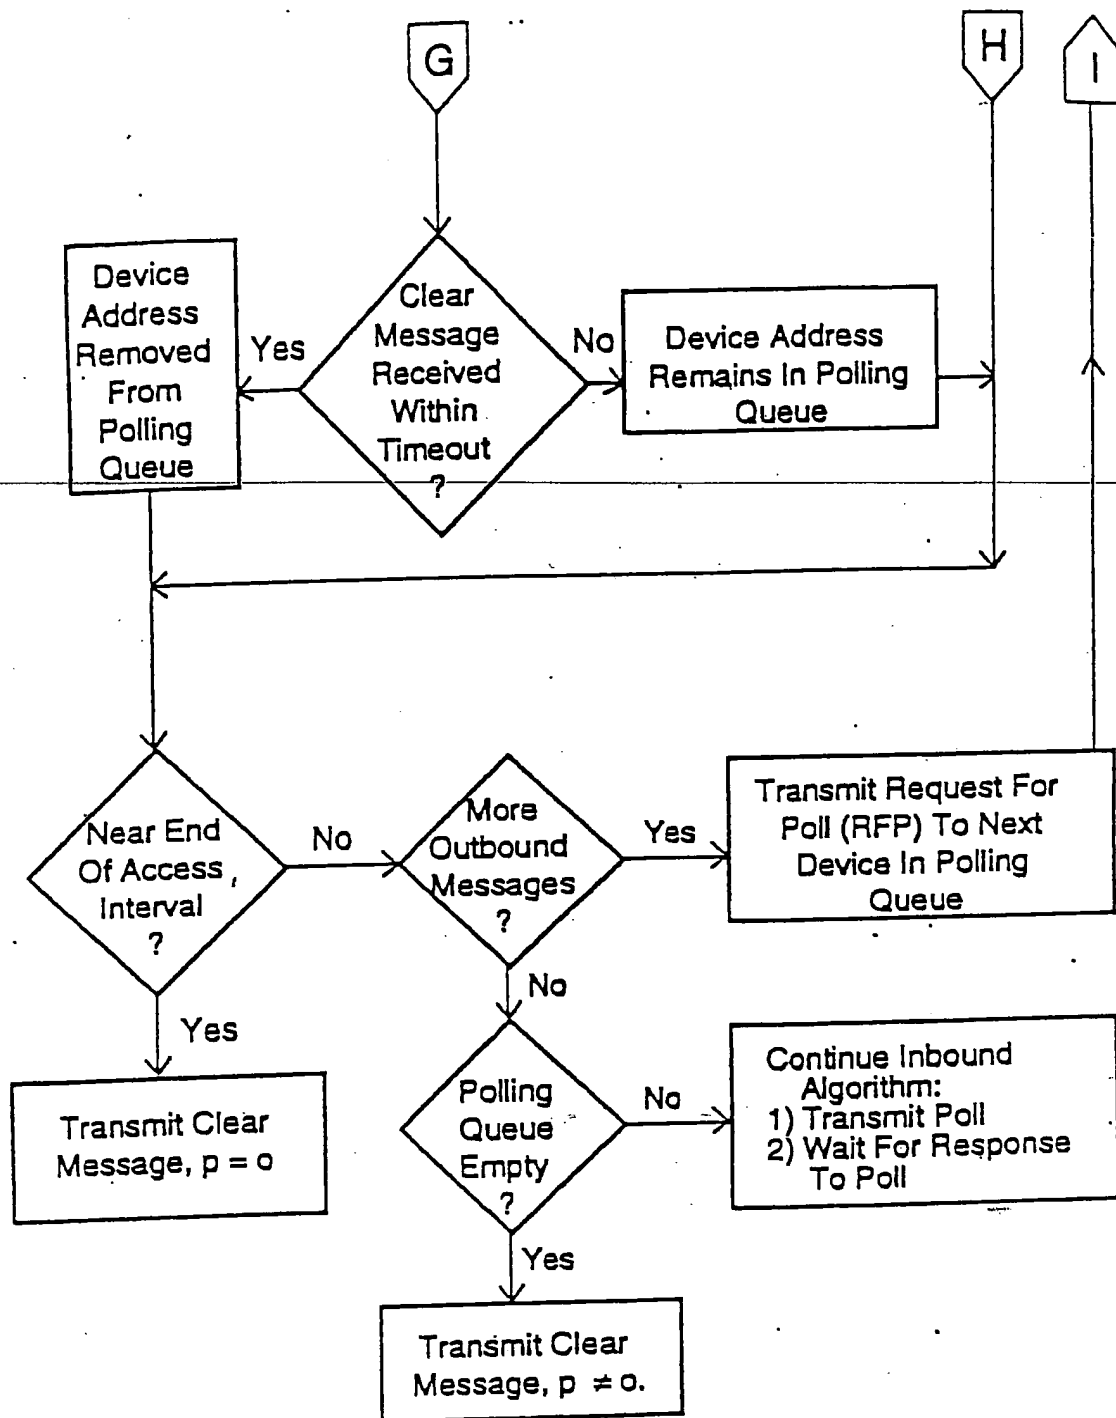 G
H
I
Device
Address
Removed
From
Polling
Queue
Yes
Clear
Message
Received
Within
Timeout
?
No
Device Address
Remains In Polling
Queue
Near End
Of Access
Interval
?
No
More
Outbound
Messages
?
Yes
Transmit Request For
Poll (RFP) To Next
Device In Polling
Queue
Yes
No
Transmit Clear
Message, p = o
Polling
Queue
Empty
?
No
Continue Inbound
Algorithm:
1) Transmit Poll
2) Wait For Response
To Poll
Yes
Transmit Clear
Message, p ≠ o.